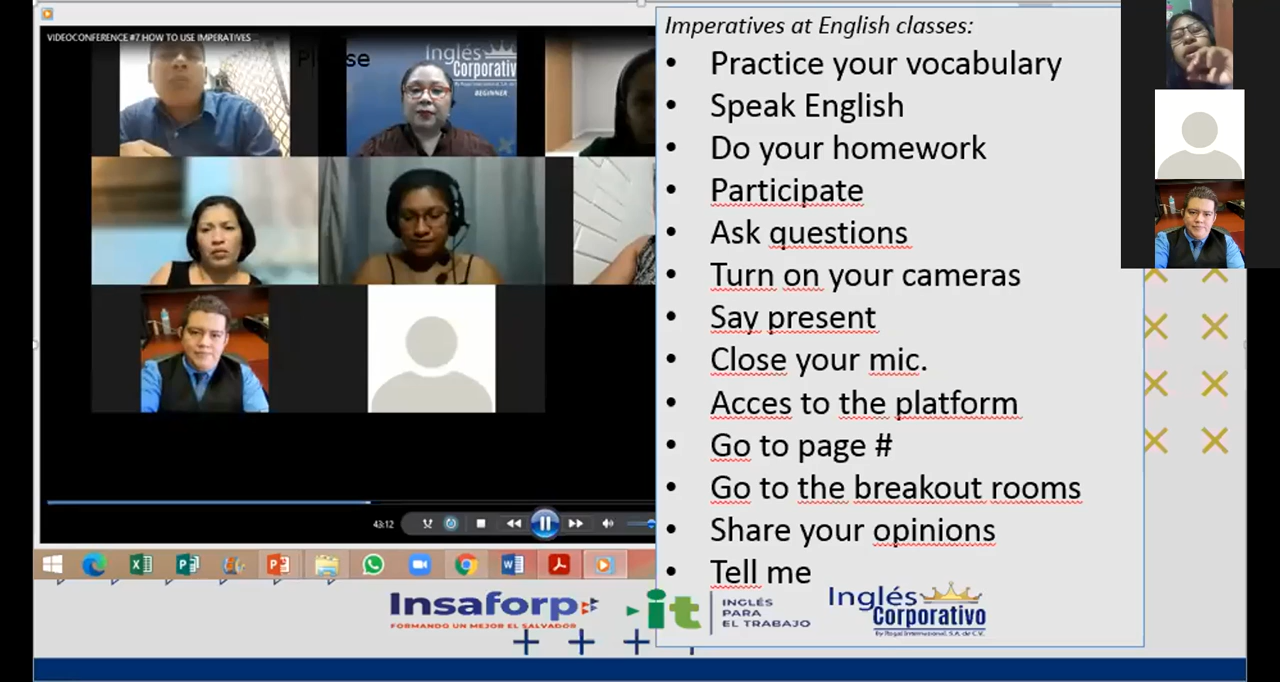 VIDEOCONFERENCE #7 HOW TO USE IMPERATIVES
Inglés
Corporativo
BEGINNER
43:12
Imperatives at English classes:
• Practice your vocabulary
• Speak English
• Do your homework
• Participate
• Ask questions
• Turn on your cameras
• Say present
• Close your mic.
• Acces to the platform
• Go to page #
• Go to the breakout rooms
• Share your opinions
• Tell me
Insaforp
FORMANDO UN MEJOR EL SALVADOR
it
INGLÉS
PARA
EL TRABAJO
Inglés
Corporativo
By Regal International, S.A. de C.V.